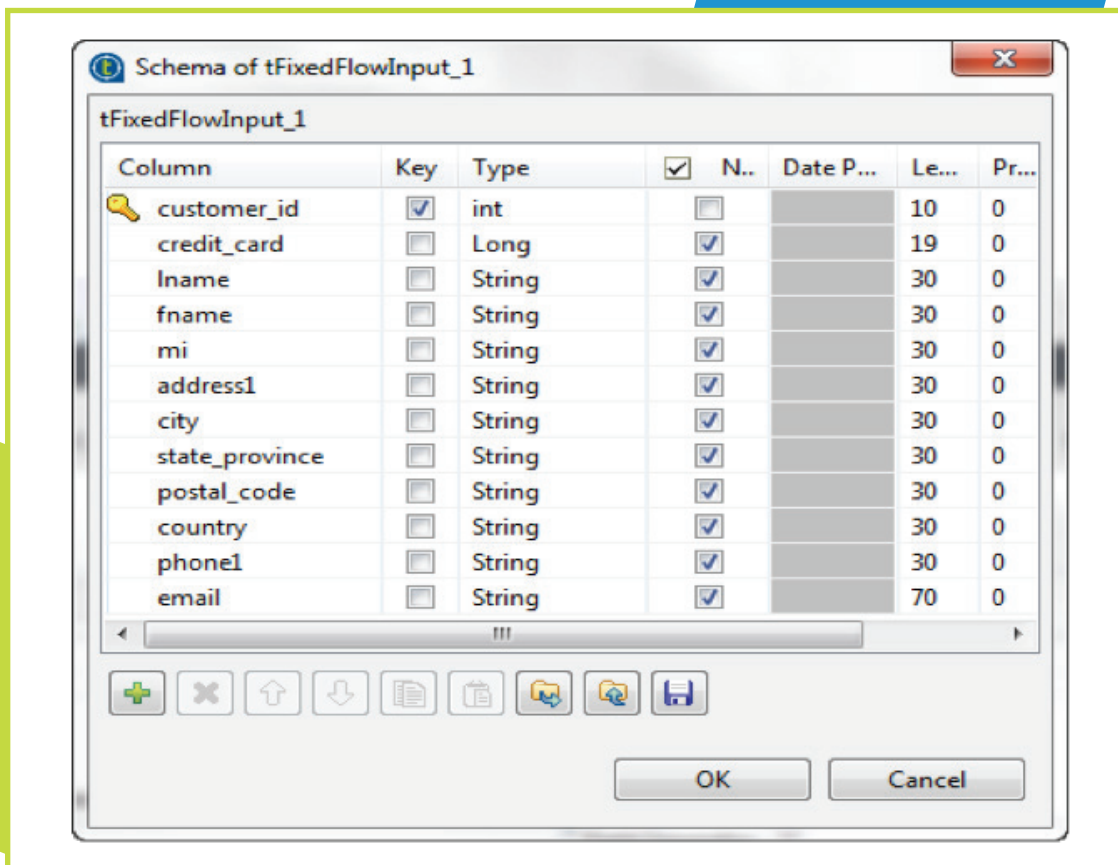 Schema of tFixedFlowInput_1
tFixedFlowInput_1
Column Key Type N.. Date P... Le... Pr...
customer_id int 10 0
credit_card Long 19 0
lname String 30 0
fname String 30 0
mi String 30 0
address1 String 30 0
city String 30 0
state_province String 30 0
postal_code String 30 0
country String 30 0
phone1 String 30 0
email String 70 0
OK Cancel